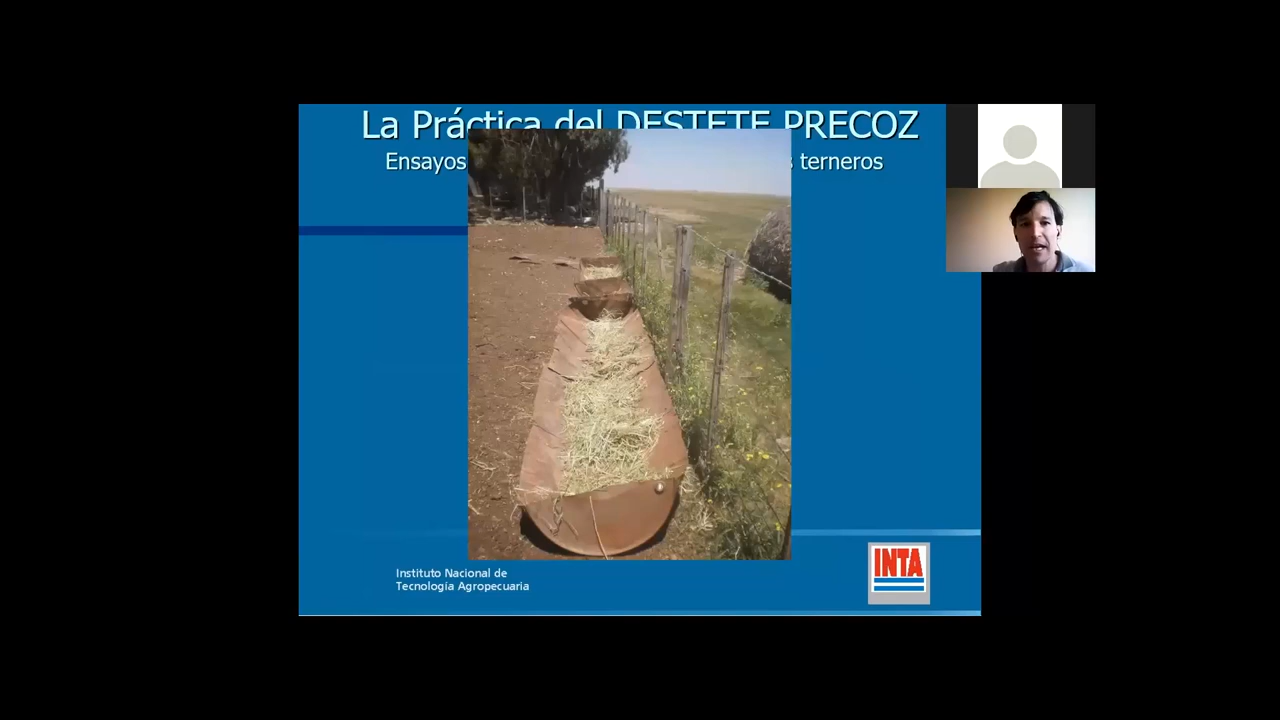 La Práctica del DESTETE PRECOZ
Ensayos terneros
Instituto Nacional de
Tecnología Agropecuaria
INTA